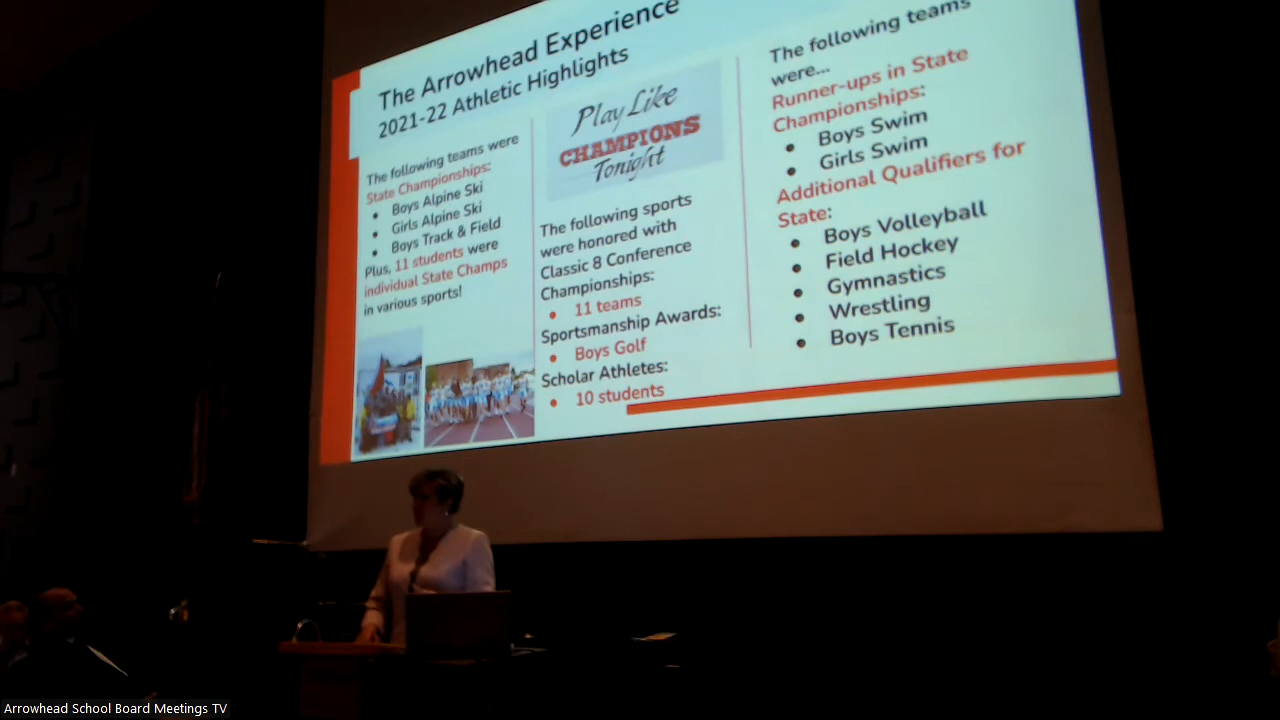 The Arrowhead Experience
2021-22 Athletic Highlights
The following teams were
State Championships:
Boys Alpine Ski
Girls Alpine Ski
Boys Track & Field
Plus, 11 students were
individual State Champs
in various sports!
Play Like
CHAMPIONS
Tonight
The following sports
were honored with
Classic 8 Conference
Championships:
11 teams
Sportsmanship Awards:
Boys Golf
Scholar Athletes:
10 students
The following teams
were...
Runner-ups in State
Championships:
Boys Swim
Girls Swim
Additional Qualifiers for
State:
Boys Volleyball
Field Hockey
Gymnastics
Wrestling
Boys Tennis
Arrowhead School Board Meetings TV